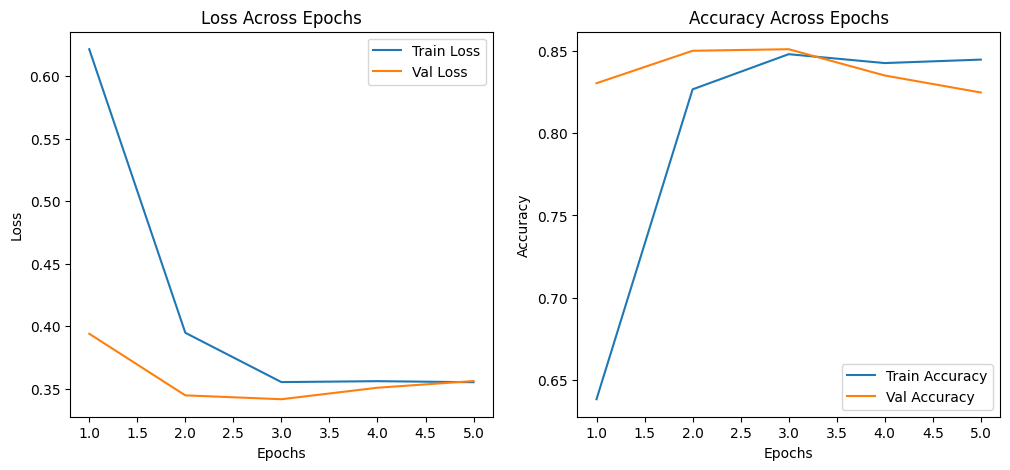 Loss Across Epochs
Train Loss
Val Loss
0.60
0.55
0.50
0.45
0.40
0.35
Loss
1.0 1.5 2.0 2.5 3.0 3.5 4.0 4.5 5.0
Epochs
Accuracy Across Epochs
0.85
0.80
0.75
0.70
0.65
Accuracy
Train Accuracy
Val Accuracy
1.0 1.5 2.0 2.5 3.0 3.5 4.0 4.5 5.0
Epochs